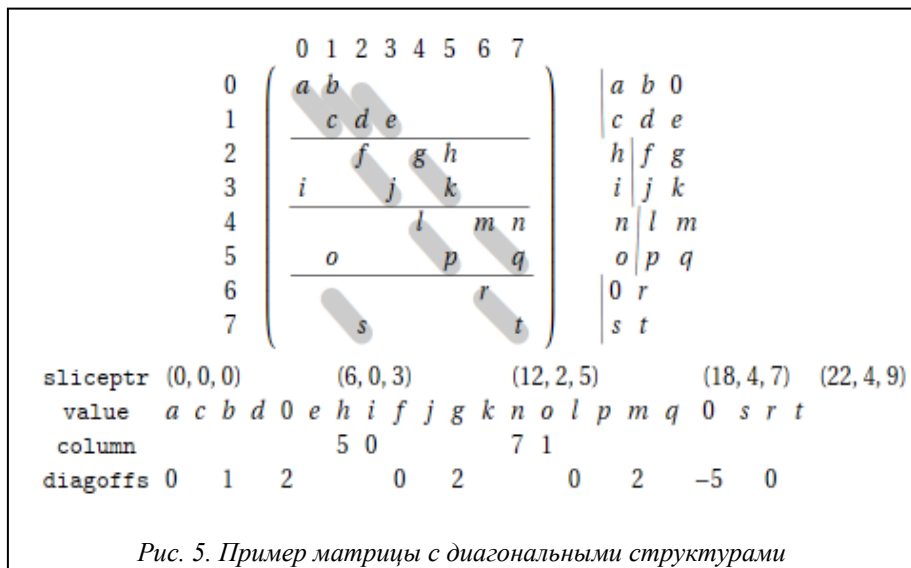 0 1 2 3 4 5 6 7
0 a b a b 0
1 c d e c d e
2 f g h h f g
3 i j k i j k
4 l m n n l m
5 o p q o p q
6 r 0 r
7 s t s t
sliceptr (0, 0, 0) (6, 0, 3) (12, 2, 5) (18, 4, 7) (22, 4, 9)
value a c b d 0 e h i f j g k n o l p m q 0 s r t
column 5 0 7 1
diagoffs 0 1 2 0 2 0 2 −5 0
Рис. 5. Пример матрицы с диагональными структурами